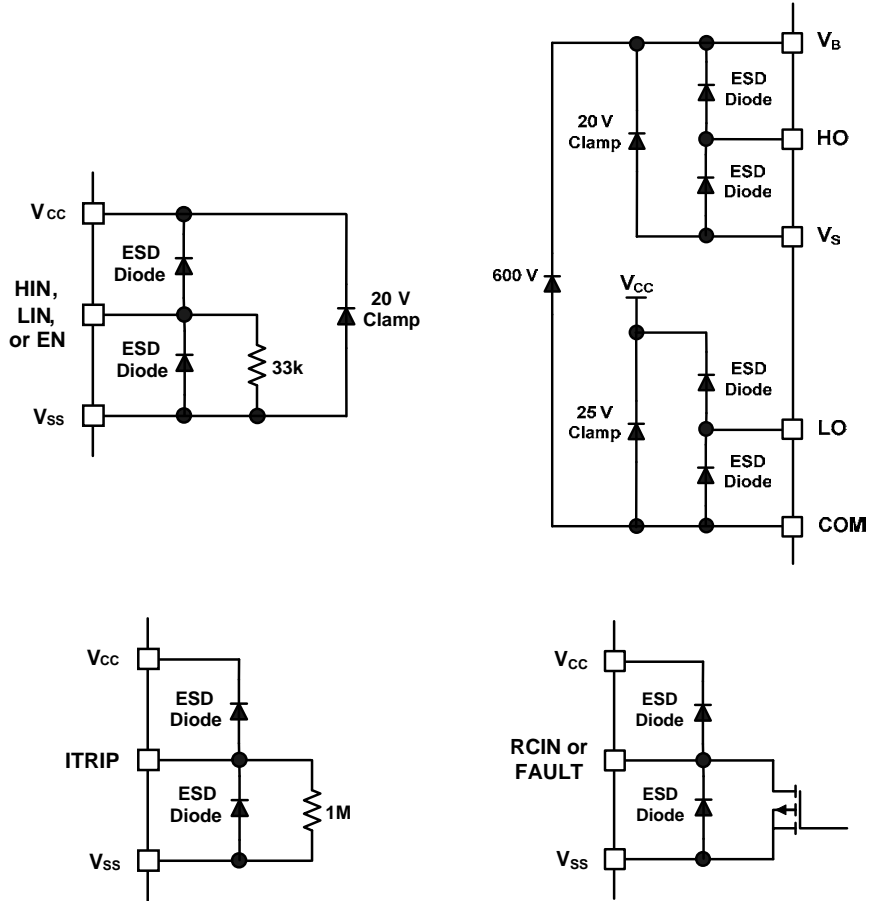 VCC
ESD
Diode
HIN,
LIN,
or EN
ESD
Diode
33k
20 V
Clamp
VSS
VB
ESD
Diode
20 V
Clamp
HO
ESD
Diode
VS
600 V
VCC
ESD
Diode
25 V
Clamp
LO
ESD
Diode
COM
VCC
ESD
Diode
ITRIP
ESD
Diode
1M
VSS
VCC
ESD
Diode
RCIN or
FAULT
ESD
Diode
VSS